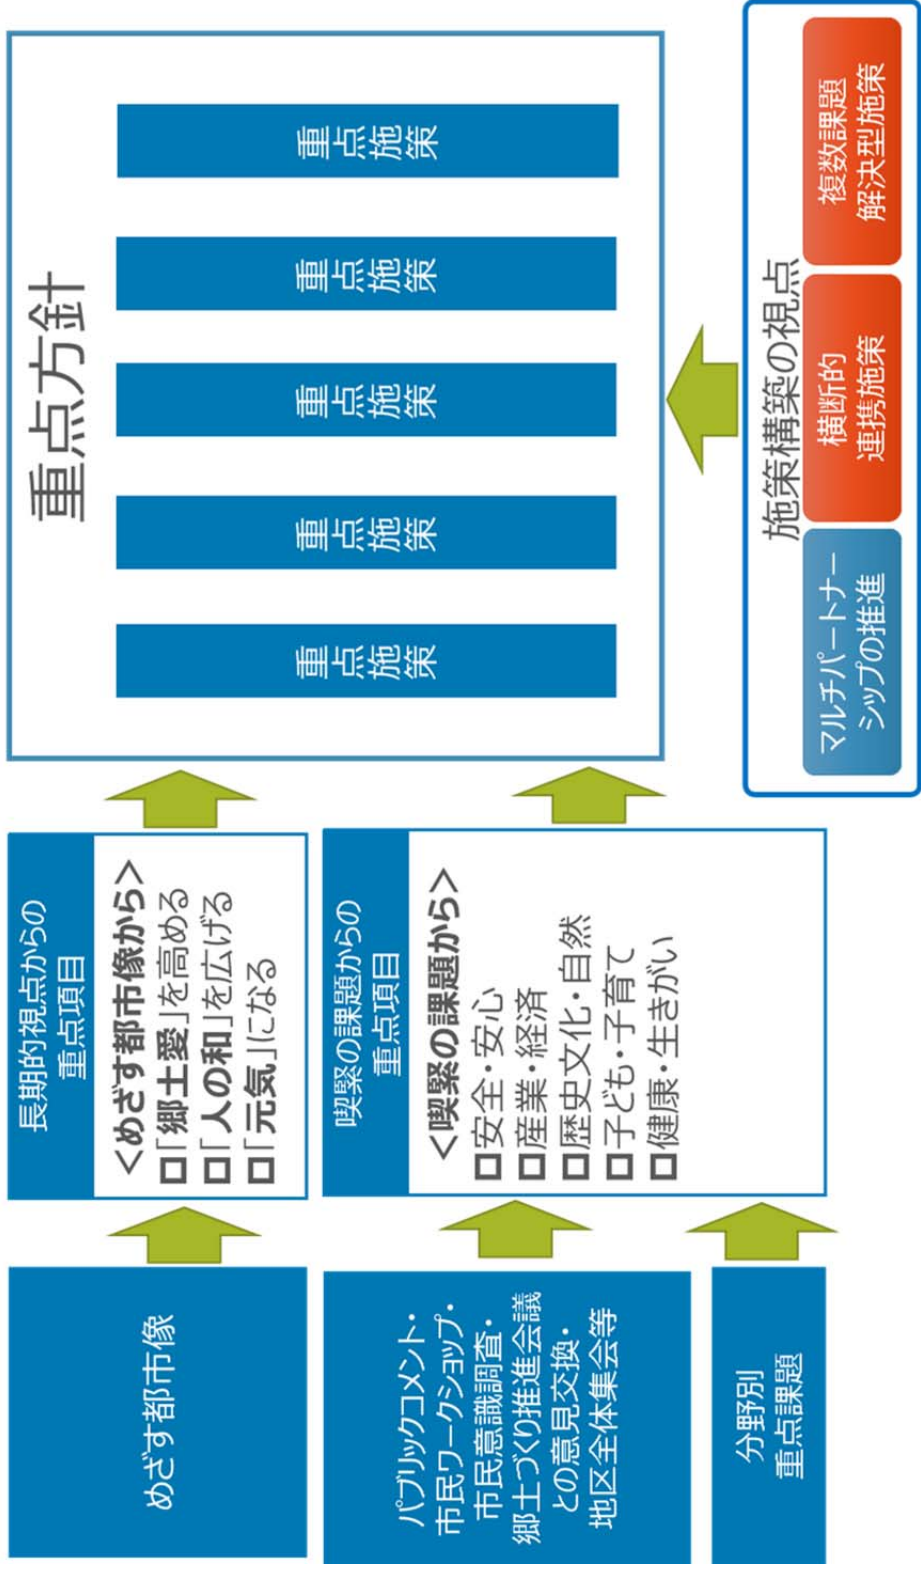 めざす都市像
パブリックコメント・
市民ワークショップ・
市民意識調査・
郷土づくり推進会議
との意見交換・
地区全体集会等
分野別
重点課題
長期的視点からの
重点項目
<めざす都市像から>
□「郷土愛」を高める
□「人の和」を広げる
□「元気」になる
喫緊の課題からの
重点項目
<喫緊の課題から>
□安全・安心
□産業・経済
□歴史文化・自然
□子ども・子育て
□健康・生きがい
重点方針
重点施策
重点施策
重点施策
重点施策
重点施策
施策構築の視点
マルチパートナー
シップの推進
横断的
連携施策
複数課題
解決型施策